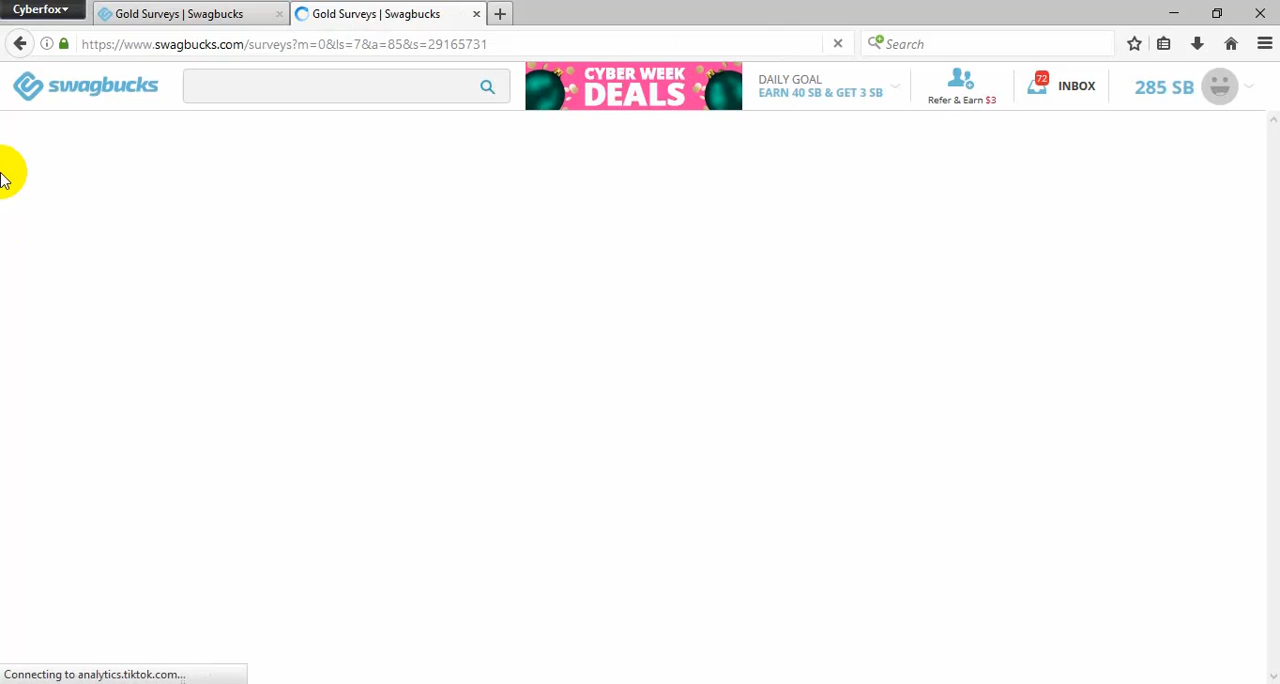 Cyberfox
Gold Surveys | Swagbucks
Gold Surveys | Swagbucks
https://www.swagbucks.com/surveys?m=0&ls=7&a=85&s=29165731
Search
swagbucks
CYBER WEEK
DEALS
DAILY GOAL
EARN 40 SB & GET 3 SB
Refer & Earn $3
72
INBOX
285 SB
Connecting to analytics.tiktok.com...